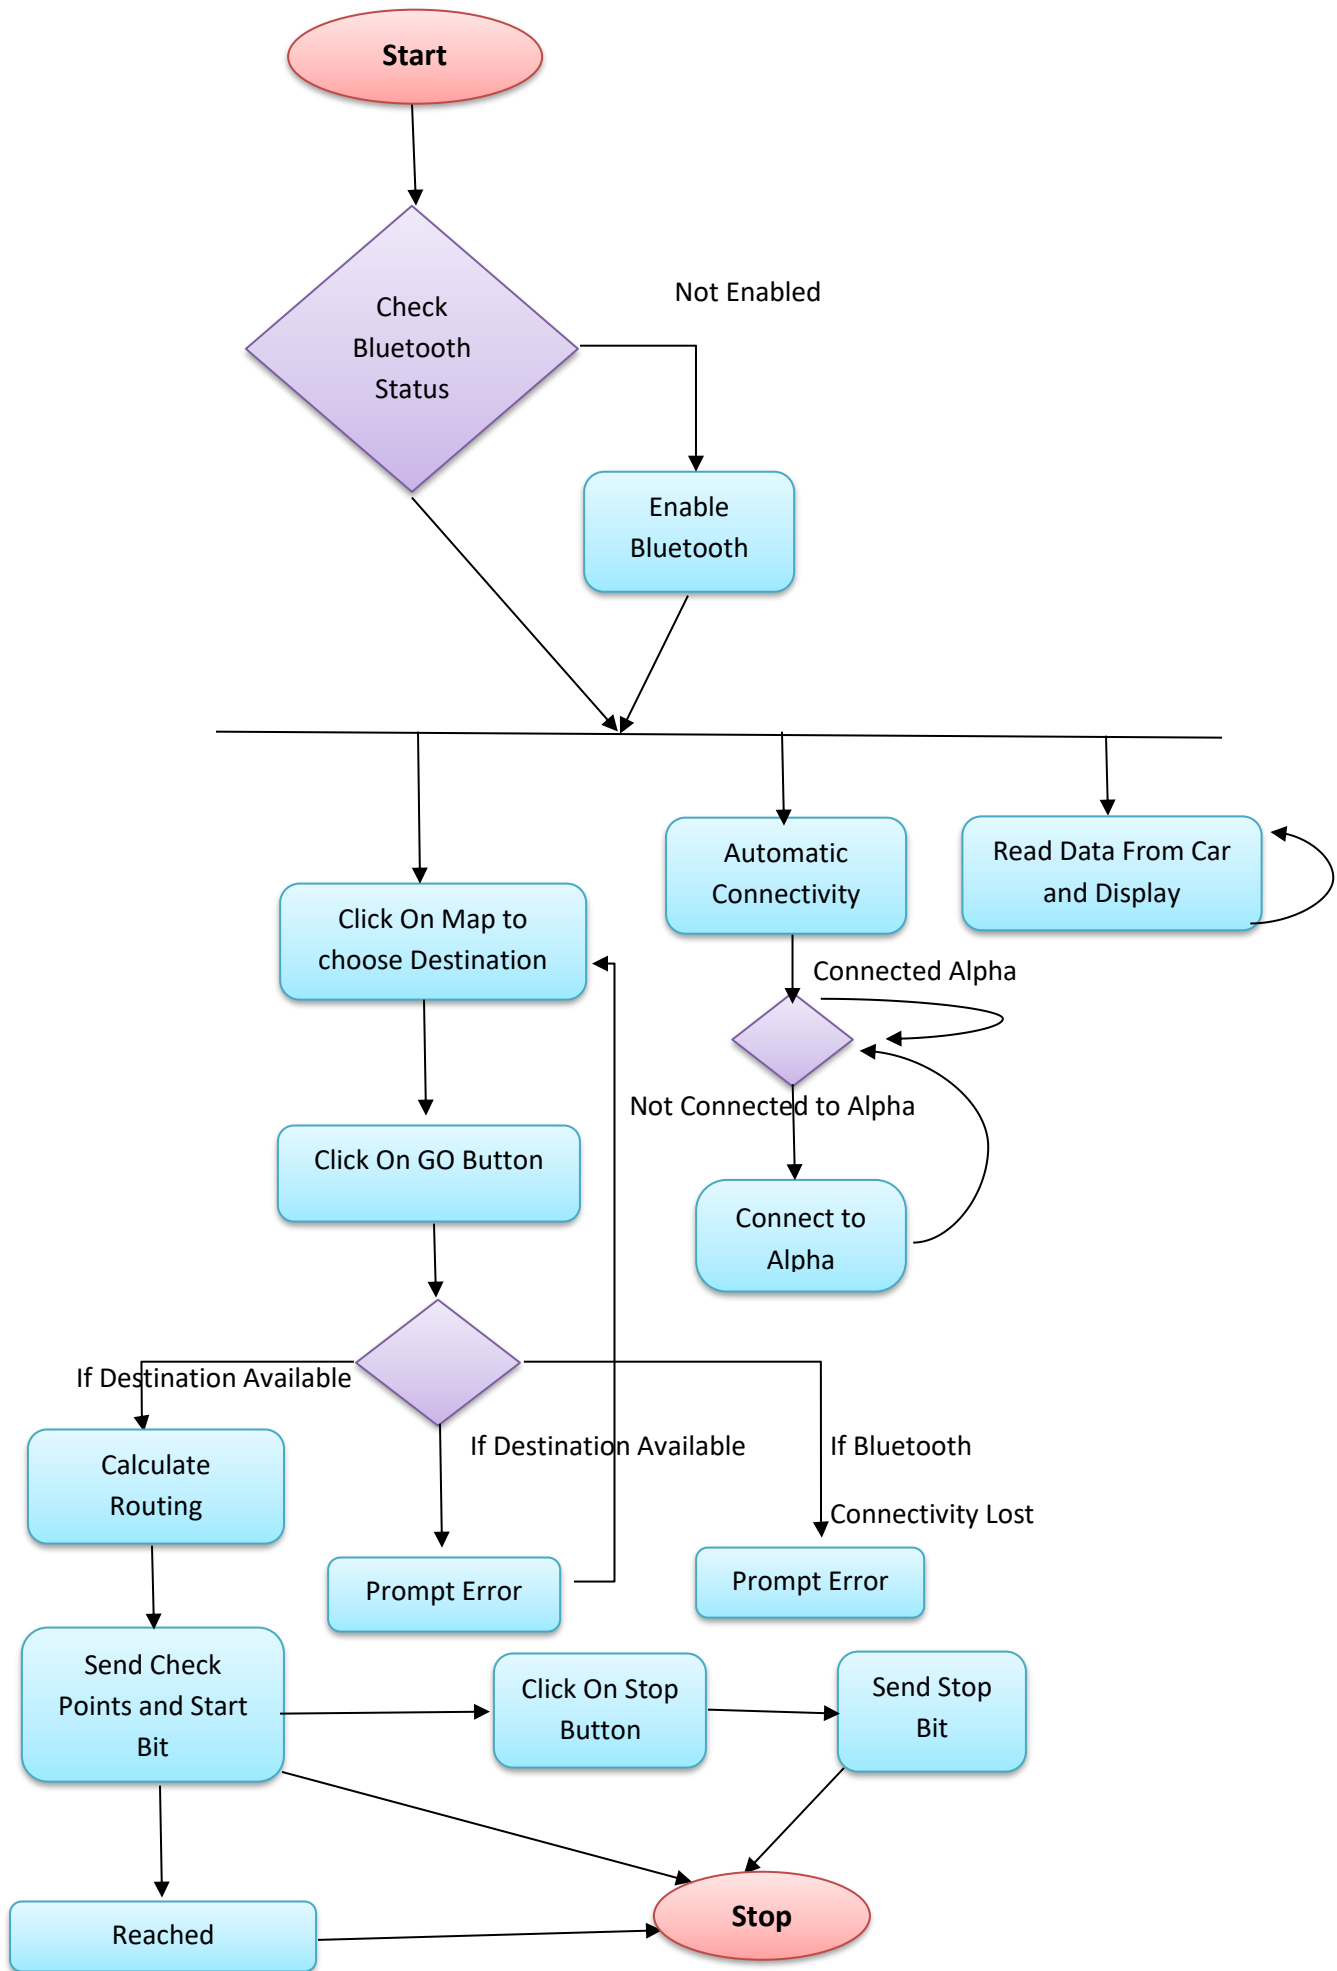 Start
Not Enabled
Check
Bluetooth
Status
Enable
Bluetooth
Automatic
Connectivity
Read Data From Car
and Display
Click On Map to
choose Destination
Connected Alpha
Not Connected to Alpha
Click On GO Button
Connect to
Alpha
If Destination Available
If Destination Available
If Bluetooth
Connectivity Lost
Calculate
Routing
Prompt Error
Prompt Error
Send Check
Points and Start
Bit
Click On Stop
Button
Send Stop
Bit
Reached
Stop